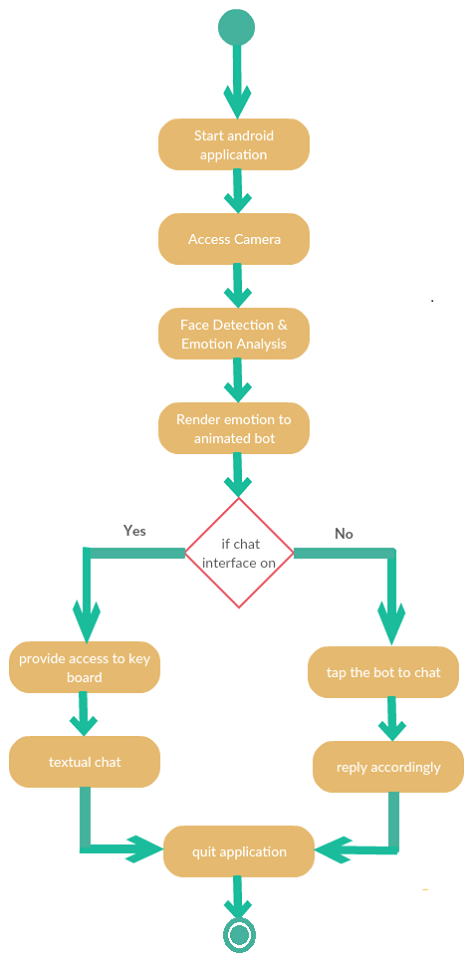 Start android
application
Access Camera
Face Detection &
Emotion Analysis
Render emotion to
animated bot
if chat
interface on
Yes
No
provide access to key
board
tap the bot to chat
textual chat
reply accordingly
quit application